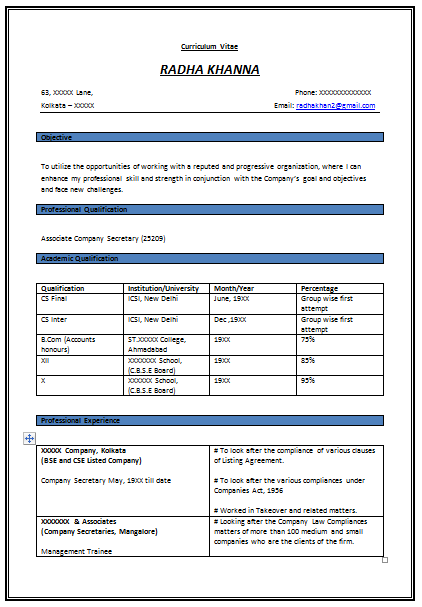 Curriculum Vitae
RADHA KHANNA
63, XXXXX Lane, Phone: XXXXXXXXXXXXX
Kolkata – XXXXX Email: radhakhan2@gmail.com
Objective
To utilize the opportunities of working with a reputed and progressive organization, where I can
enhance my professional skill and strength in conjunction with the Company's goal and objectives
and face new challenges.
Professional Qualification
Associate Company Secretary (25209)
Academic Qualification
Qualification Institution/University Month/Year Percentage
CS Final ICSI, New Delhi June, 19XX Group wise first
attempt
CS Inter ICSI, New Delhi Dec,19XX Group wise first
attempt
B.Com (Accounts ST.XXXXX College, 19XX 75%
honours) Ahmadabad
XII XXXXXXX School, 19XX 85%
(C.B.S.E Board)
X XXXXXX School, 19XX 95%
(C.B.S.E Board)
Professional Experience
XXXXX Company, Kolkata
(BSE and CSE Listed Company)
Company Secretary May, 19XX till date
# To look after the compliance of various clauses
of Listing Agreement.
# To look after the various compliances under
Companies Act, 1956
# Worked in Takeover and related matters.
XXXXXXX & Associates
(Company Secretaries, Mangalore)
Management Trainee
# Looking after the Company Law Compliances
matters of more than 100 medium and small
companies who are the clients of the firm.